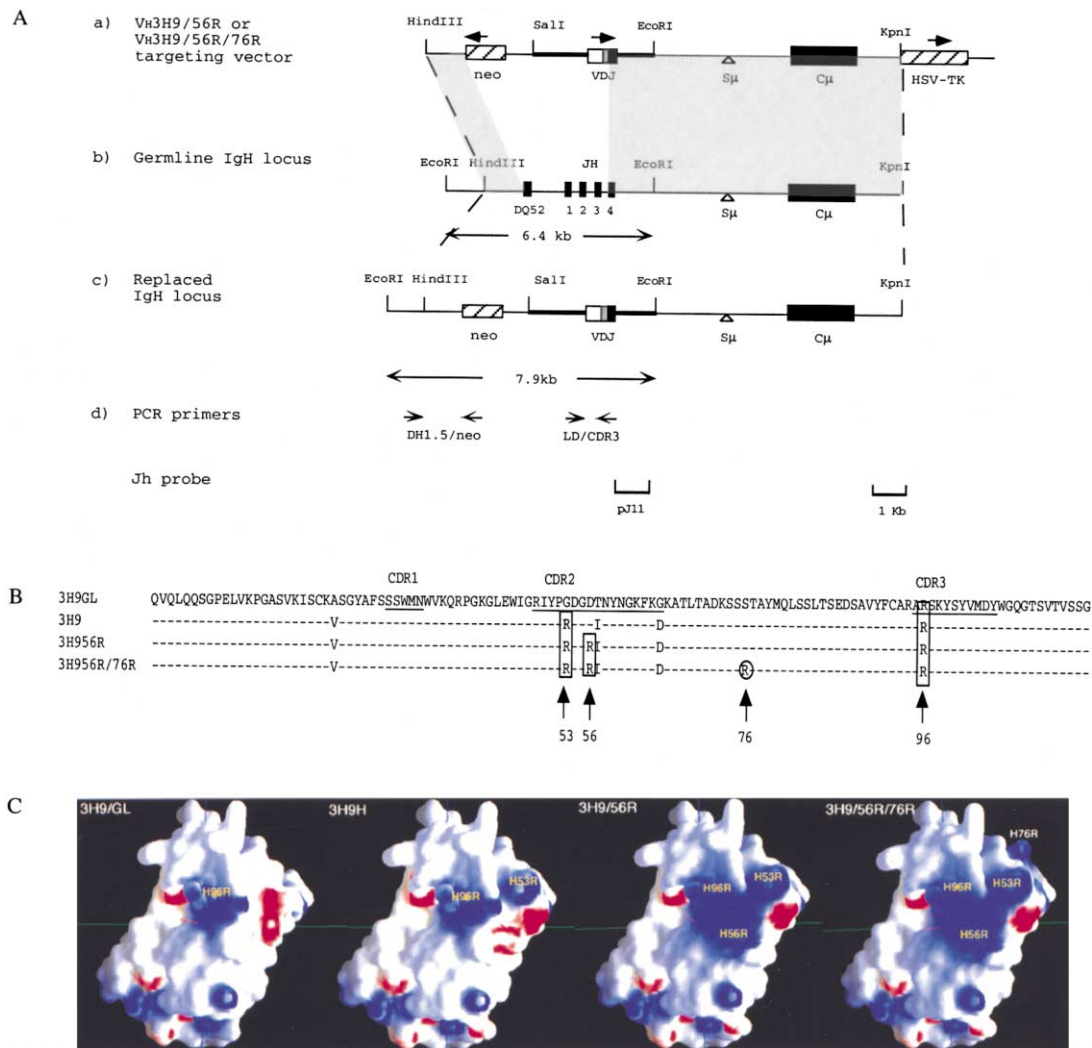 A
a) VH3H9/56R or
VH3H9/56R/76R
targeting vector
HindIII
SalI
EcoRI
KpnI
neo
VDJ
Sμ
Cμ
HSV-TK
b) Germline IgH locus
EcoRI
HindIII
JH
EcoRI
KpnI
DQ52
1
2
3
4
Sμ
Cμ
6.4 kb
c) Replaced
IgH locus
EcoRI
HindIII
SalI
EcoRI
KpnI
neo
VDJ
Sμ
Cμ
7.9kb
d) PCR primers
DH1.5/neo
LD/CDR3
Jh probe
pJ11
1 Kb
B
CDR1
CDR2
CDR3
3H9GL QVQLQQSGPELVKPGASVKISCKASGYAFSSSWMNWVKQRPGKGLEWIGRIYPGDGDTNYNGKFKGKATLTADKSSSTAYMQLSSLTSEDSAVYFCARARSKYSYVMDYWGQGTSVTVSSG
3H9 V R I D R
3H956R V R R I D R
3H956R/76R V R R I D R R
53
56
76
96
C
3H9/GL
H96R
3H9H
H96R
H53R
3H9/56R
H96R
H53R
H56R
3H9/56R/76R
H76R
H96R
H53R
H56R